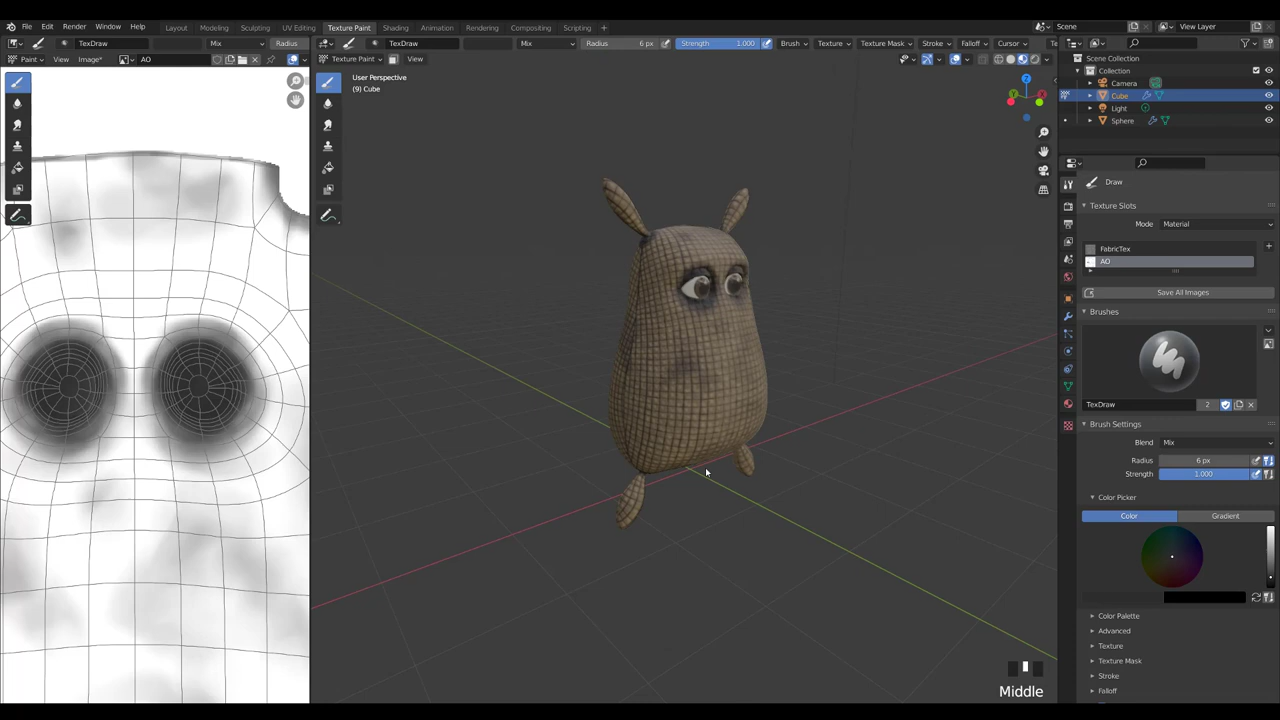 File Edit Render Window Help Layout Modeling Sculpting UV Editing Texture Paint Shading Animation Rendering Compositing Scripting + Scene View Layer
TexDraw Mix Radius TexDraw Mix Radius 6 px Strength 1.000 Brush Texture Texture Mask Stroke Falloff Cursor Te
Paint View Image* AO Texture Paint View
User Perspective
(9) Cube
Scene Collection
Collection
Camera
Cube
Light
Sphere
Draw
Texture Slots
Mode Material
FabricTex
AO
Save All Images
Brushes
TexDraw 2
Brush Settings
Blend Mix
Radius 6 px
Strength 1.000
Color Picker
Color Gradient
Color Palette
Advanced
Texture
Texture Mask
Stroke
Falloff
Middle